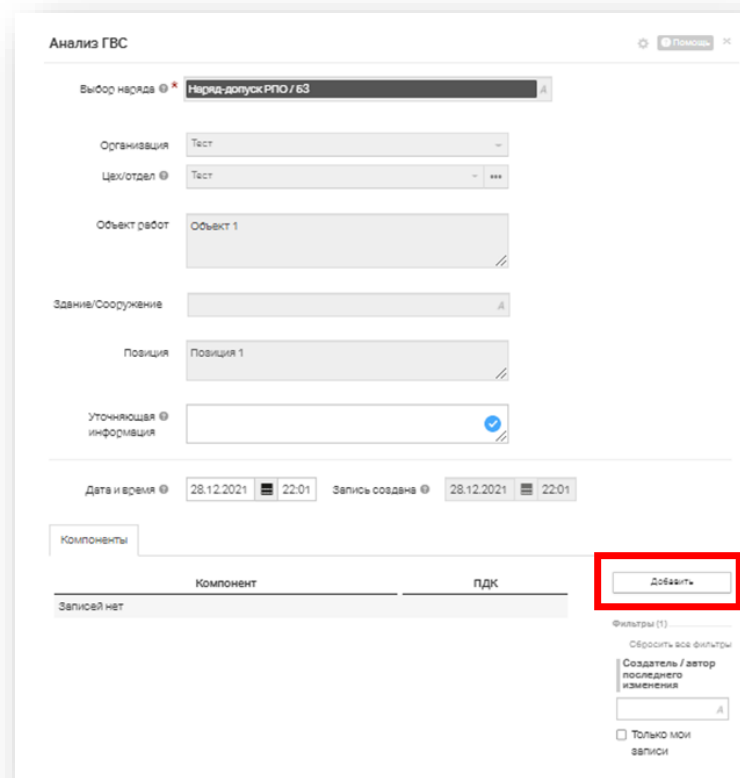 Анализ ГВС
Помощь
Выбор наряда
*
Наряд-допуск РПО / 63
Организация
Тест
Цех/отдел
Тест
Объект работ
Объект 1
Здание/Сооружение
Позиция
Позиция 1
Уточняющая
информация
Дата и время
28.12.2021
22:01
Запись создана
28.12.2021
22:01
Компоненты
Компонент
ПДК
Записей нет
Добавить
Фильтры (1)
Сбросить все фильтры
Создатель / автор
последнего
изменения
Только мои
записи